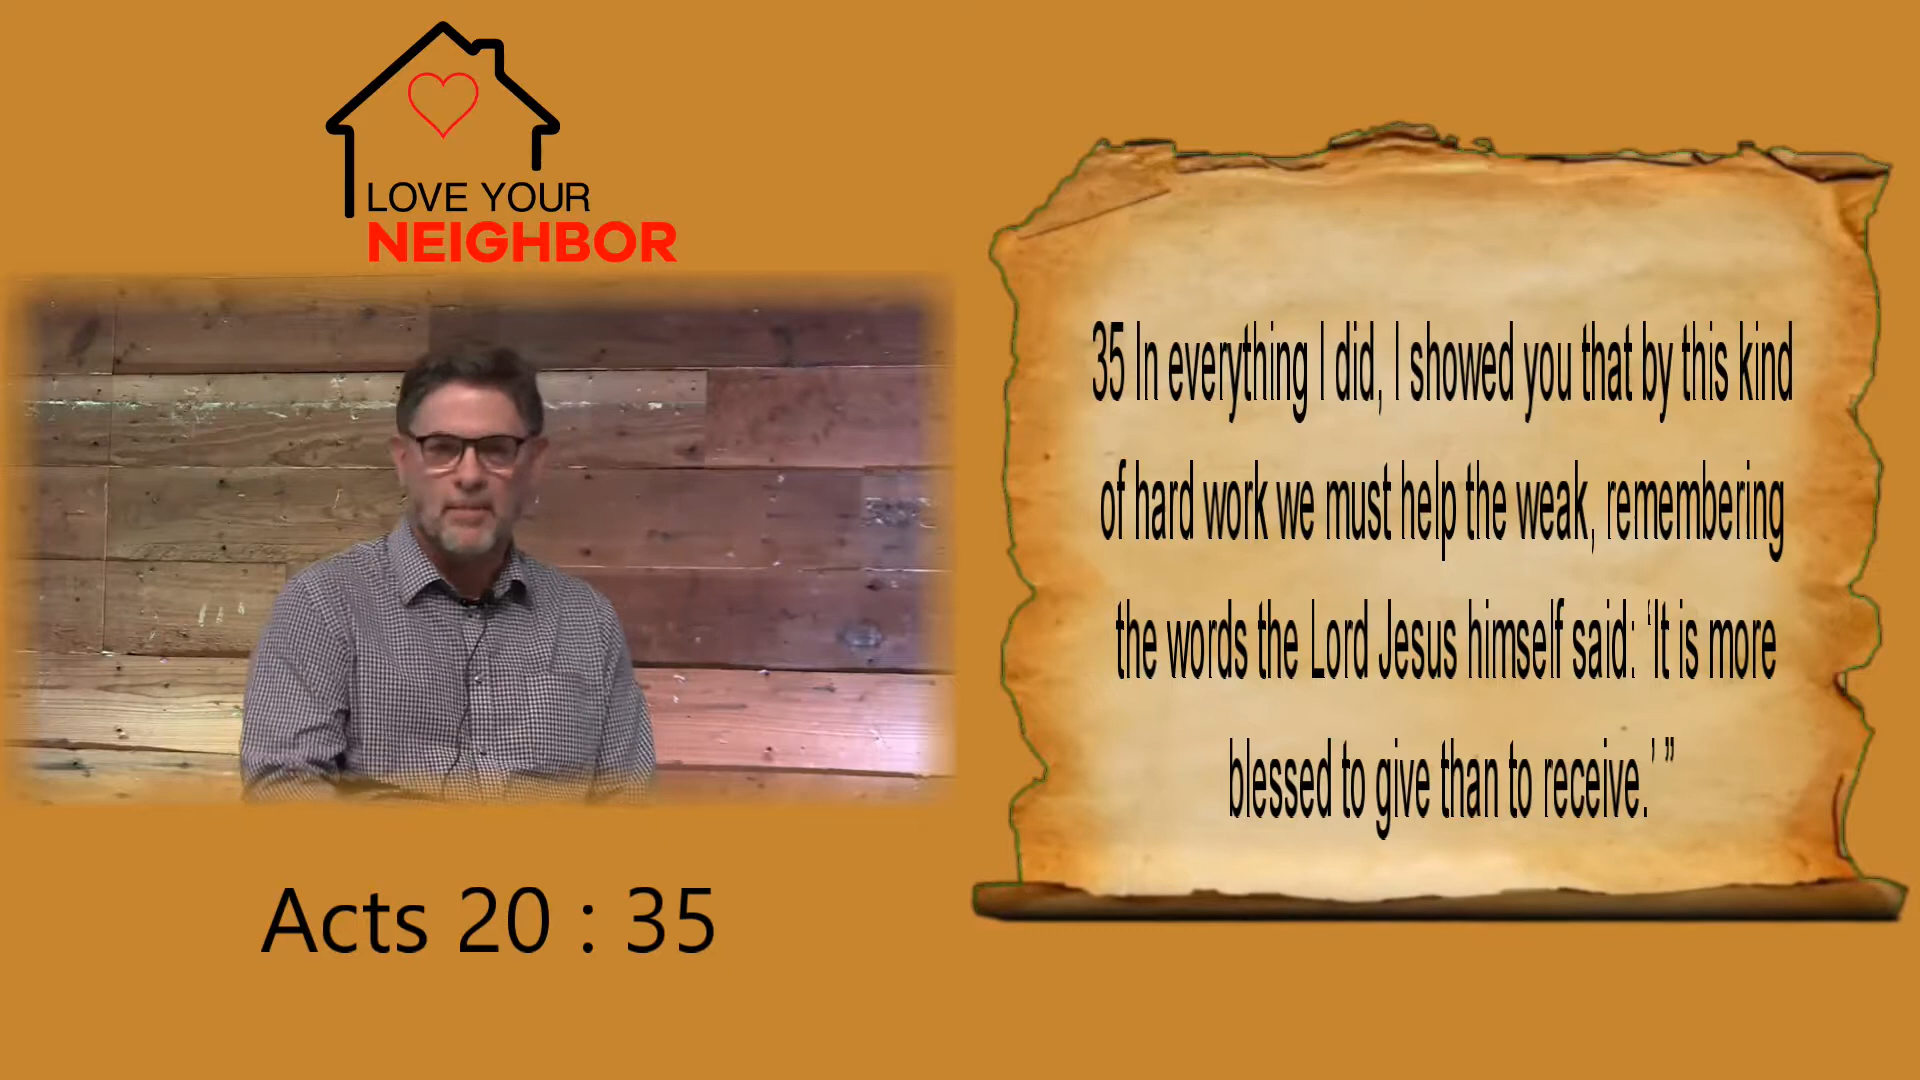 LOVE YOUR
NEIGHBOR
Acts 20 : 35
35 In everything I did, I showed you that by this kind
of hard work we must help the weak, remembering
the words the Lord Jesus himself said: ‘It is more
blessed to give than to receive.’ ”